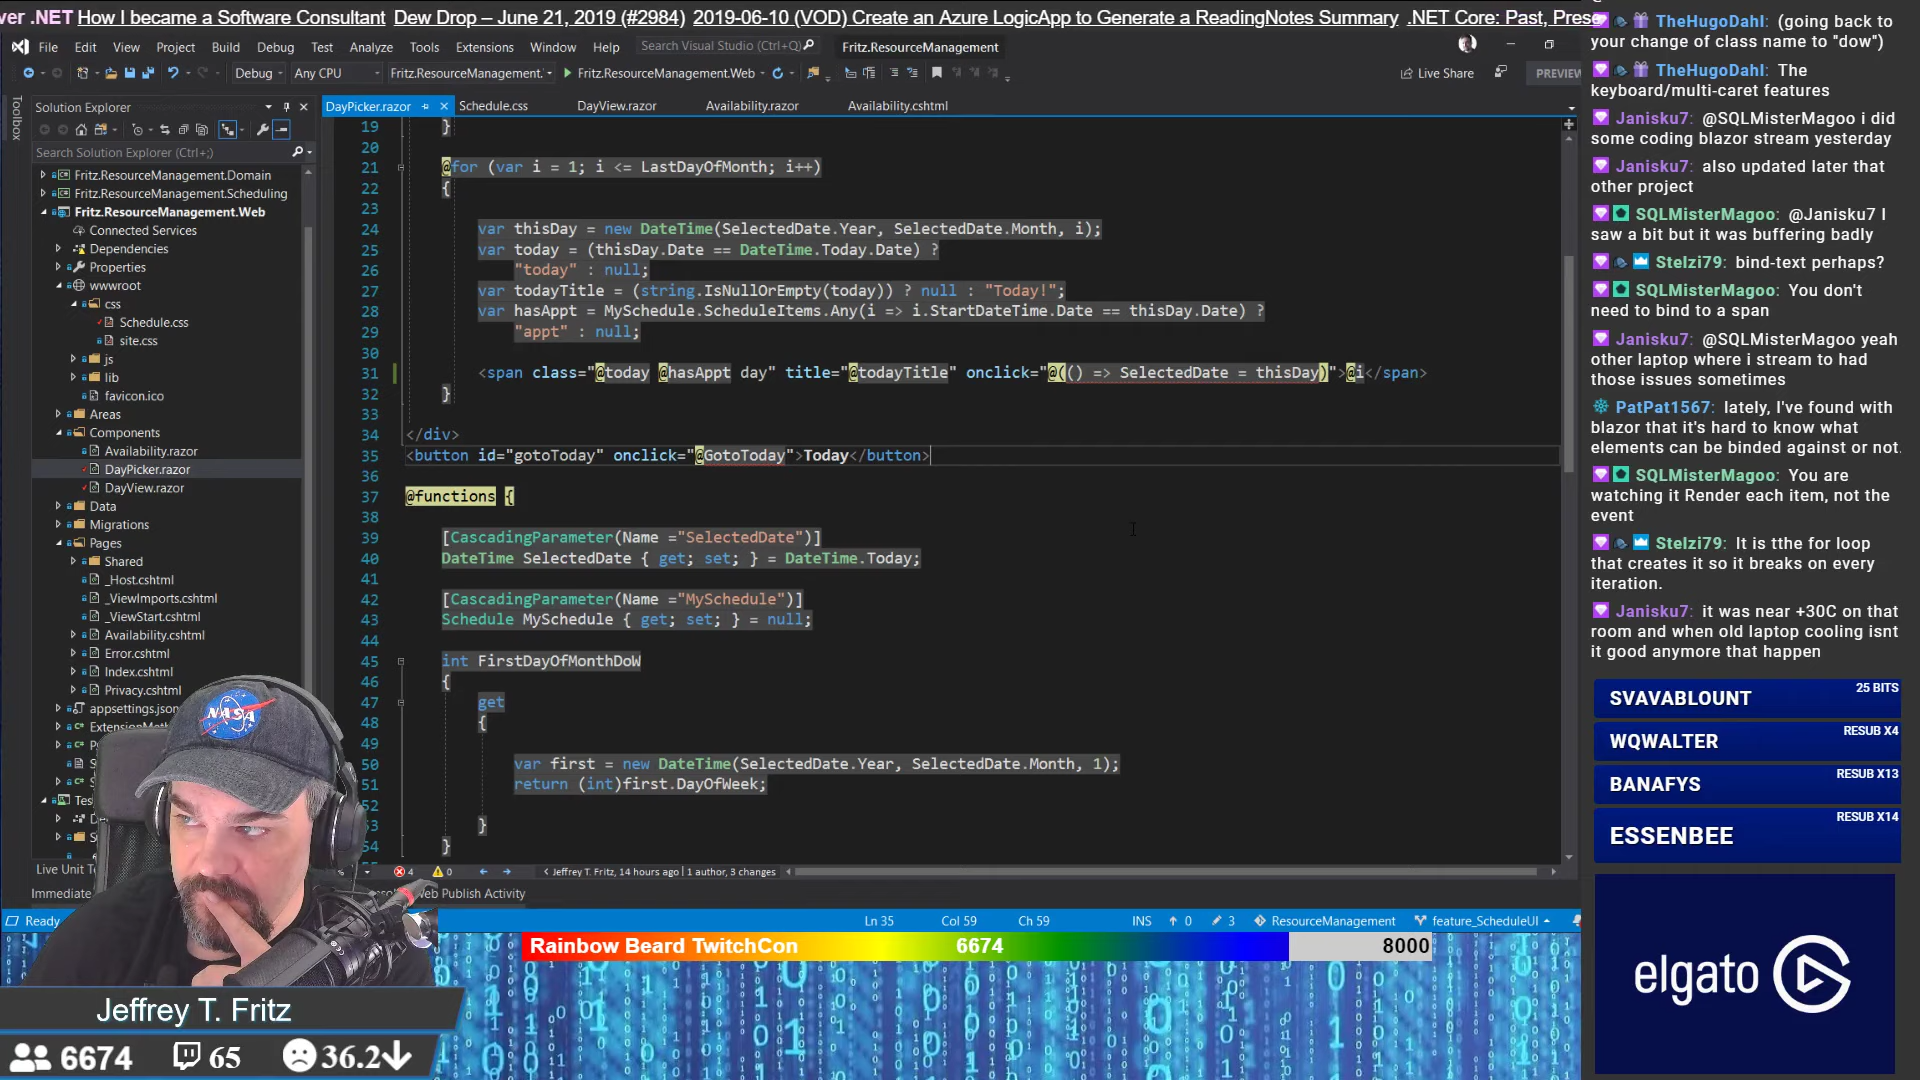 ver .NET How I became a Software Consultant Dew Drop – June 21, 2019 (#2984) 2019-06-10 (VOD) Create an Azure LogicApp to Generate a ReadingNotes Summary .NET Core: Past, Prese
File Edit View Project Build Debug Test Analyze Tools Extensions Window Help Search Visual Studio (Ctrl+Q) Fritz.ResourceManagement
Debug Any CPU Fritz.ResourceManagement. Fritz.ResourceManagement.Web Live Share PREVIEW
Toolbox
Solution Explorer
Search Solution Explorer (Ctrl+;)
Fritz.ResourceManagement.Domain
Fritz.ResourceManagement.Scheduling
Fritz.ResourceManagement.Web
Connected Services
Dependencies
Properties
wwwroot
css
Schedule.css
site.css
js
lib
favicon.ico
Areas
Components
Availability.razor
DayPicker.razor
DayView.razor
Data
Migrations
Pages
Shared
_Host.cshtml
_ViewImports.cshtml
_ViewStart.cshtml
Availability.cshtml
Error.cshtml
Index.cshtml
Privacy.cshtml
appsettings.json
ExtensionMeth
Tes
Live Unit T
Immediate
DayPicker.razor Schedule.css DayView.razor Availability.razor Availability.cshtml
19 }
20
21 @for (var i = 1; i <= LastDayOfMonth; i++)
22 {
23
24 var thisDay = new DateTime(SelectedDate.Year, SelectedDate.Month, i);
25 var today = (thisDay.Date == DateTime.Today.Date) ?
26 "today" : null;
27 var todayTitle = (string.IsNullOrEmpty(today)) ? null : "Today!";
28 var hasAppt = MySchedule.ScheduleItems.Any(i => i.StartDateTime.Date == thisDay.Date) ?
29 "appt" : null;
30
31 <span class="@today @hasAppt day" title="@todayTitle" onclick="@(() => SelectedDate = thisDay)">@i</span>
32 }
33
34 </div>
35 <button id="gotoToday" onclick="@GotoToday">Today</button>
36
37 @functions {
38
39 [CascadingParameter(Name ="SelectedDate")]
40 DateTime SelectedDate { get; set; } = DateTime.Today;
41
42 [CascadingParameter(Name ="MySchedule")]
43 Schedule MySchedule { get; set; } = null;
44
45 int FirstDayOfMonthDoW
46 {
47 get
48 {
49
50 var first = new DateTime(SelectedDate.Year, SelectedDate.Month, 1);
51 return (int)first.DayOfWeek;
52
53 }
54 }
4 0 Jeffrey T. Fritz, 14 hours ago | 1 author, 3 changes
Web Publish Activity
Ready Ln 35 Col 59 Ch 59 INS 0 3 ResourceManagement feature_ScheduleUI
TheHugoDahl: (going back to
your change of class name to "dow")
TheHugoDahl: The
keyboard/multi-caret features
Janisku7: @SQLMisterMagoo i did
some coding blazor stream yesterday
Janisku7: also updated later that
other project
SQLMisterMagoo: @Janisku7 I
saw a bit but it was buffering badly
Stelzi79: bind-text perhaps?
SQLMisterMagoo: You don't
need to bind to a span
Janisku7: @SQLMisterMagoo yeah
other laptop where i stream to had
those issues sometimes
PatPat1567: lately, I've found with
blazor that it's hard to know what
elements can be binded against or not.
SQLMisterMagoo: You are
watching it Render each item, not the
event
Stelzi79: It is tthe for loop
that creates it so it breaks on every
iteration.
Janisku7: it was near +30C on that
room and when old laptop cooling isnt
it good anymore that happen
SVAVABLOUNT 25 BITS
WQWALTER RESUB X4
BANAFYS RESUB X13
ESSENBEE RESUB X14
elgato
NASA
Rainbow Beard TwitchCon 6674 8000
Jeffrey T. Fritz
6674 65 36.2